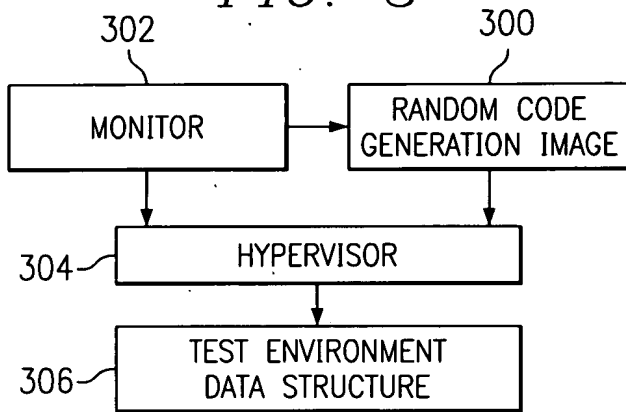 302
300
MONITOR
RANDOM CODE
GENERATION IMAGE
304
HYPERVISOR
306
TEST ENVIRONMENT
DATA STRUCTURE